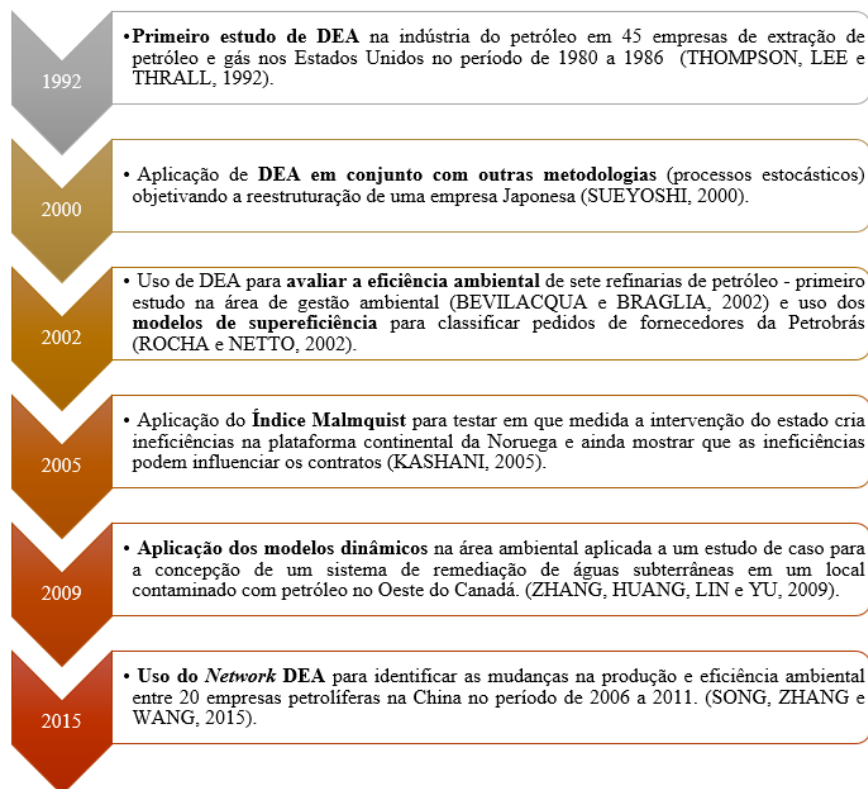 1992
•Primeiro estudo de DEA na indústria do petróleo em 45 empresas de extração de
petróleo e gás nos Estados Unidos no período de 1980 a 1986 (THOMPSON, LEE e
THRALL, 1992).
2000
• Aplicação de DEA em conjunto com outras metodologias (processos estocásticos)
objetivando a reestruturação de uma empresa Japonesa (SUEYOSHI, 2000).
2002
• Uso de DEA para avaliar a eficiência ambiental de sete refinarias de petróleo - primeiro
estudo na área de gestão ambiental (BEVILACQUA e BRAGLIA, 2002) e uso dos
modelos de supereficiência para classificar pedidos de fornecedores da Petrobrás
(ROCHA e NETTO, 2002).
2005
• Aplicação do Índice Malmquist para testar em que medida a intervenção do estado cria
ineficiências na plataforma continental da Noruega e ainda mostrar que as ineficiências
podem influenciar os contratos (KASHANI, 2005).
2009
• Aplicação dos modelos dinâmicos na área ambiental aplicada a um estudo de caso para
a concepção de um sistema de remediação de águas subterrâneas em um local
contaminado com petróleo no Oeste do Canadá. (ZHANG, HUANG, LIN e YU, 2009).
2015
• Uso do Network DEA para identificar as mudanças na produção e eficiência ambiental
entre 20 empresas petrolíferas na China no período de 2006 a 2011. (SONG, ZHANG e
WANG, 2015).